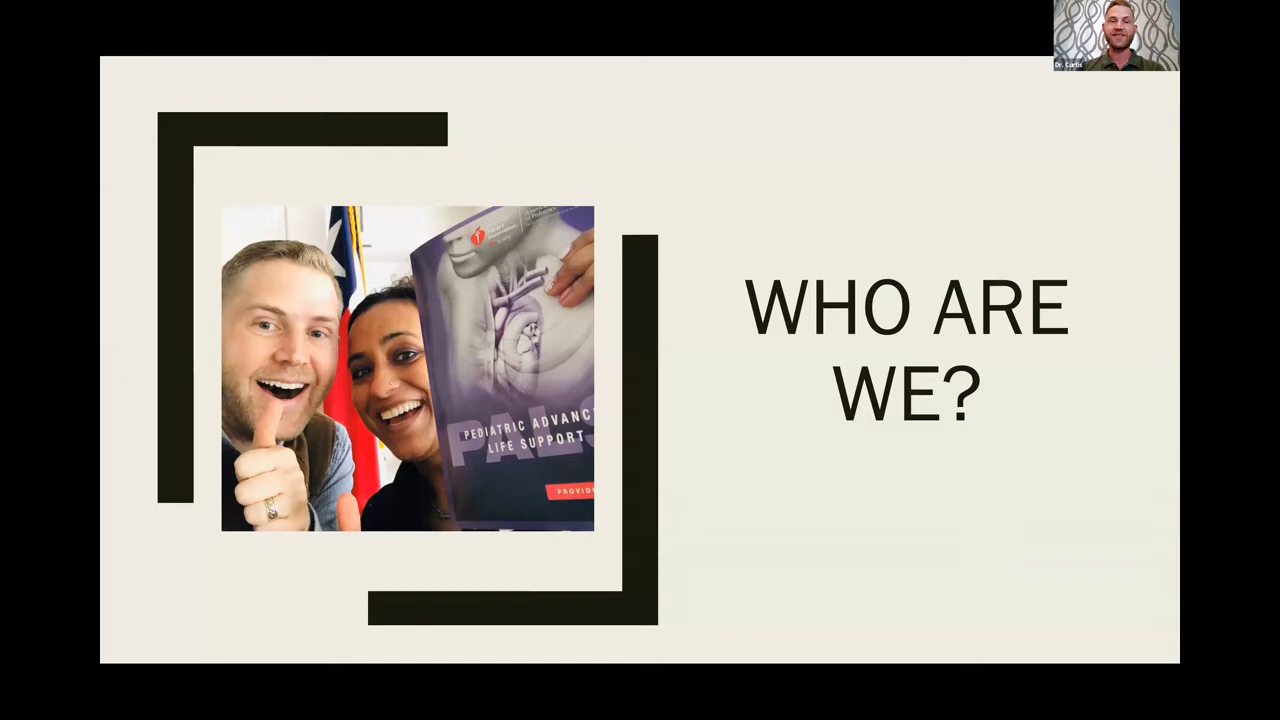 Dr. Curtis
WHO ARE
WE?
PALS
PEDIATRIC ADVANC
LIFE SUPPORT
PROVID